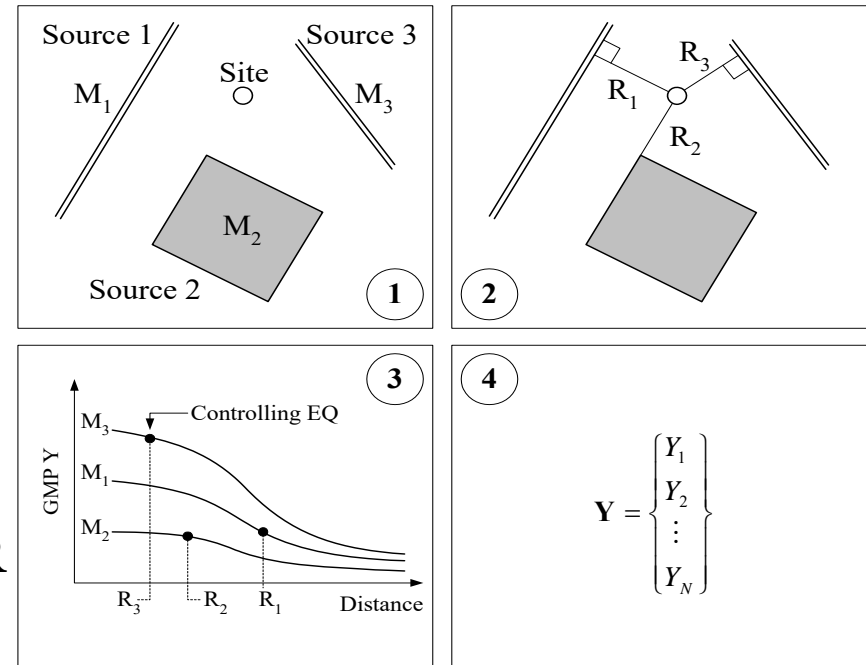 Source 1
Source 3
Site
M₁
M₃
M₂
Source 2
1
R₃
R₁
R₂
2
3
Controlling EQ
M₃
M₁
M₂
GMP Y
R₃
R₂
R₁
Distance
4
Y = {Y₁
Y₂
⋮
Y_N}